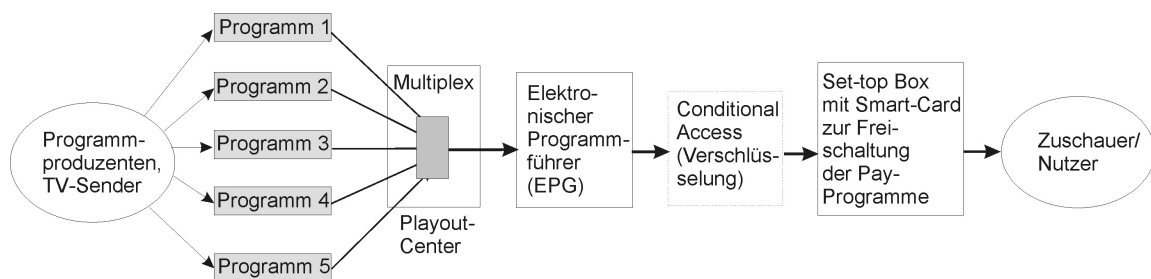 Programm-
produzenten,
TV-Sender
Programm 1
Programm 2
Programm 3
Programm 4
Programm 5
Multiplex
Playout-
Center
Elektro-
nischer
Programm-
führer
(EPG)
Conditional
Access
(Verschlüs-
selung)
Set-top Box
mit Smart-Card
zur Frei-
schaltung
der Pay-
Programme
Zuschauer/
Nutzer